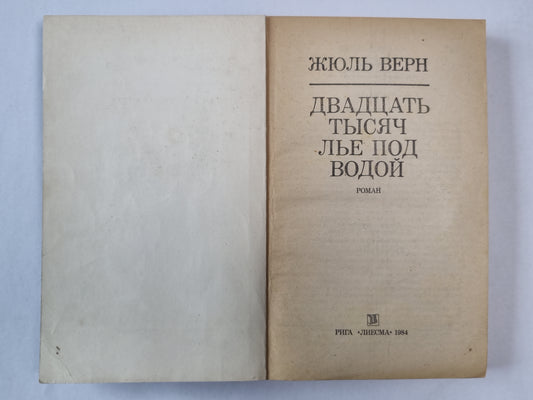 ЖЮЛЬ ВЕРН
ДВАДЦАТЬ
ТЫСЯЧ
ЛЬЕ ПОД
ВОДОЙ
РОМАН
РИГА «ЛИЕСМА» 1984